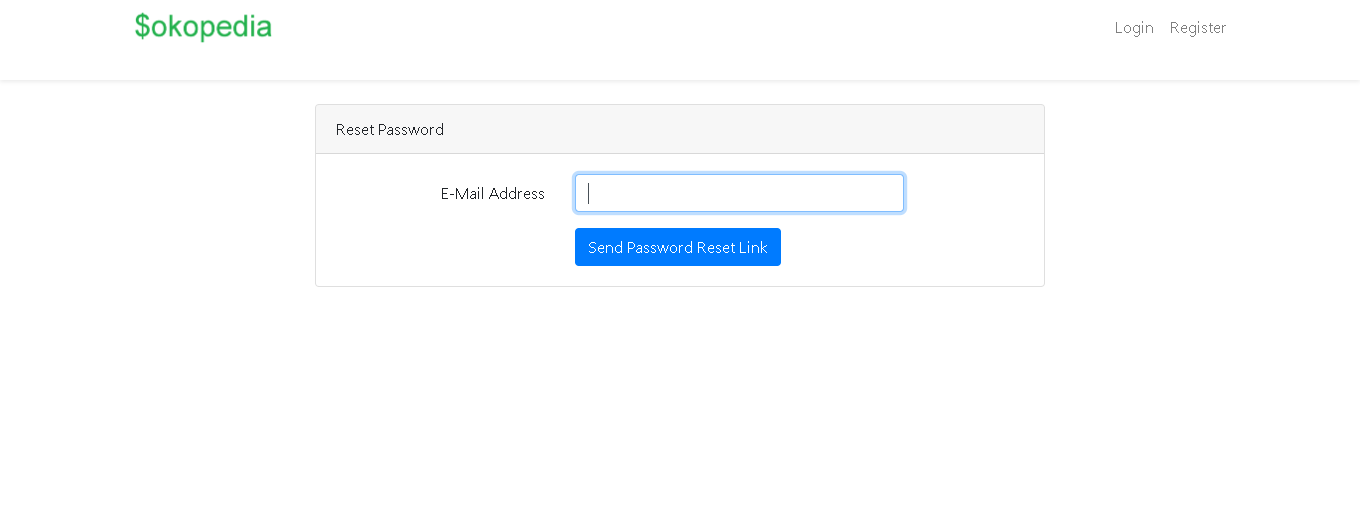 $okopedia
Login Register
Reset Password
E-Mail Address
Send Password Reset Link